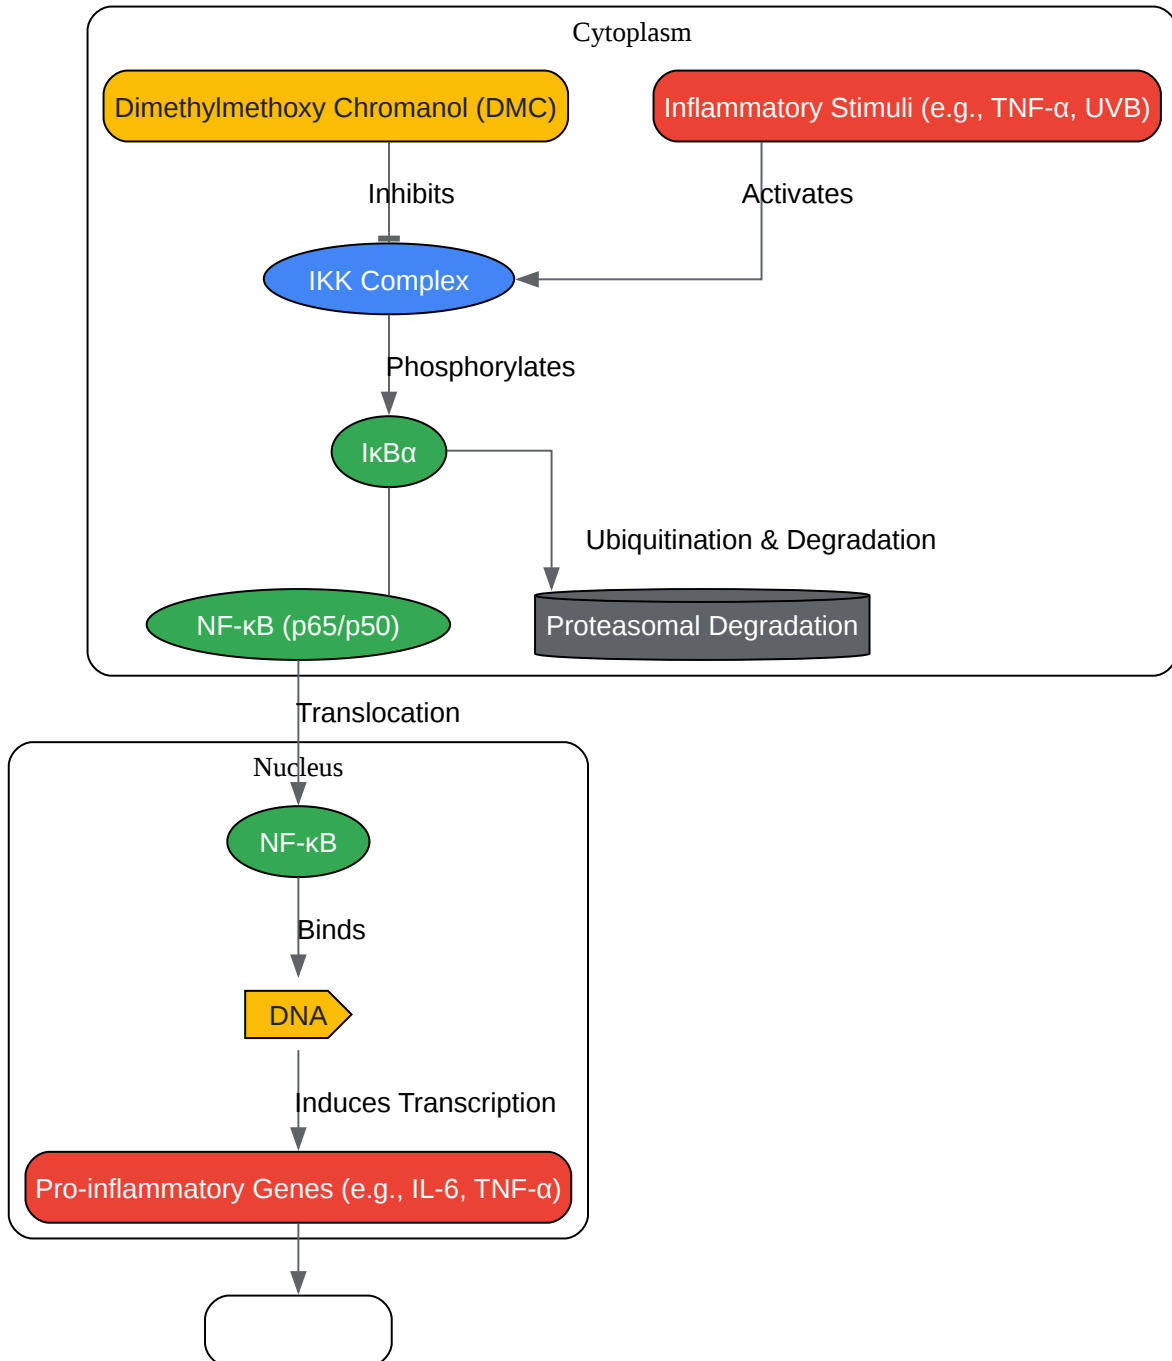 Cytoplasm
Dimethylmethoxy Chromanol (DMC)
Inflammatory Stimuli (e.g., TNF-α, UVB)
Inhibits
Activates
IKK Complex
Phosphorylates
IκBα
Ubiquitination & Degradation
NF-κB (p65/p50)
Proteasomal Degradation
Translocation
Nucleus
NF-κB
Binds
DNA
Induces Transcription
Pro-inflammatory Genes (e.g., IL-6, TNF-α)